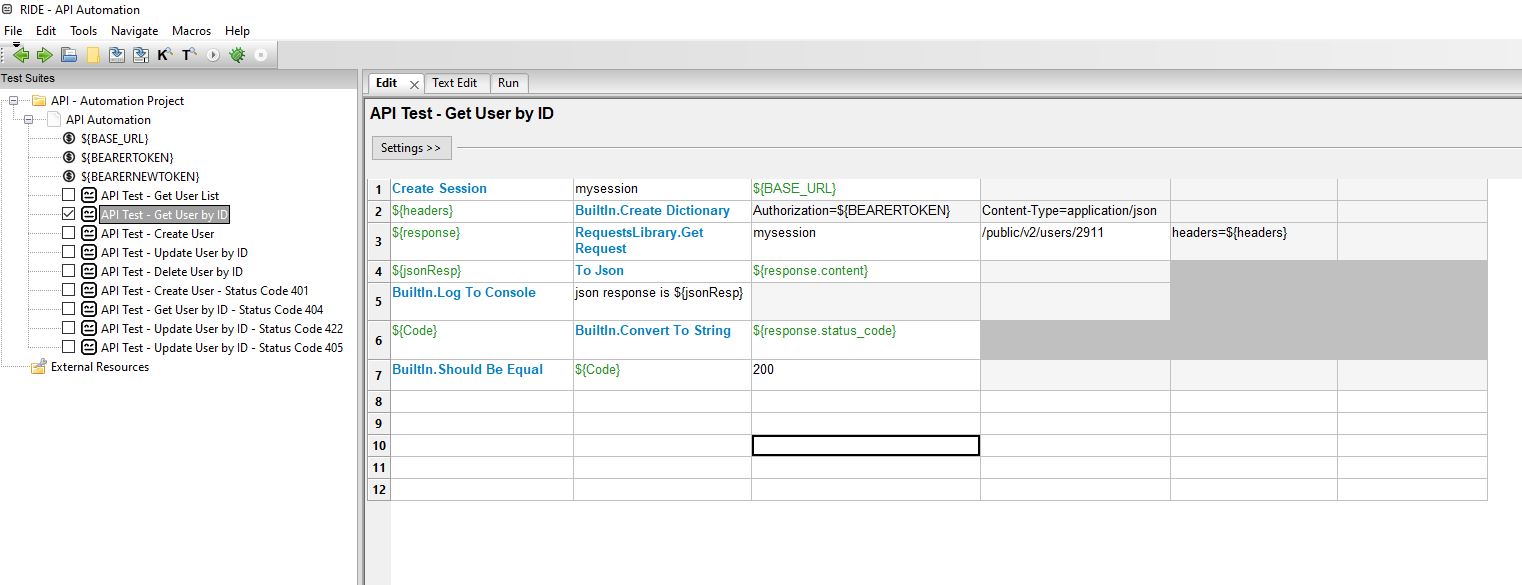 RIDE - API Automation
File Edit Tools Navigate Macros Help
K T
Test Suites
API - Automation Project
API Automation
${BASE_URL}
${BEARERTOKEN}
${BEARERNEWTOKEN}
API Test - Get User List
API Test - Get User by ID
API Test - Create User
API Test - Update User by ID
API Test - Delete User by ID
API Test - Create User - Status Code 401
API Test - Get User by ID - Status Code 404
API Test - Update User by ID - Status Code 422
API Test - Update User by ID - Status Code 405
External Resources
Edit Text Edit Run
API Test - Get User by ID
Settings >>
1 Create Session mysession ${BASE_URL}
2 ${headers} BuiltIn.Create Dictionary Authorization=${BEARERTOKEN} Content-Type=application/json
3 ${response} RequestsLibrary.Get mysession /public/v2/users/2911 headers=${headers}
Request
4 ${jsonResp} To Json ${response.content}
5 BuiltIn.Log To Console json response is ${jsonResp}
6 ${Code} BuiltIn.Convert To String ${response.status_code}
7 BuiltIn.Should Be Equal ${Code} 200
8
9
10
11
12